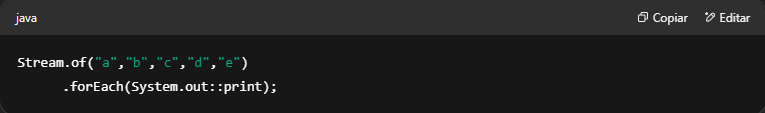 java Copiar Editar
Stream.of("a","b","c","d","e")
.forEach(System.out::print);